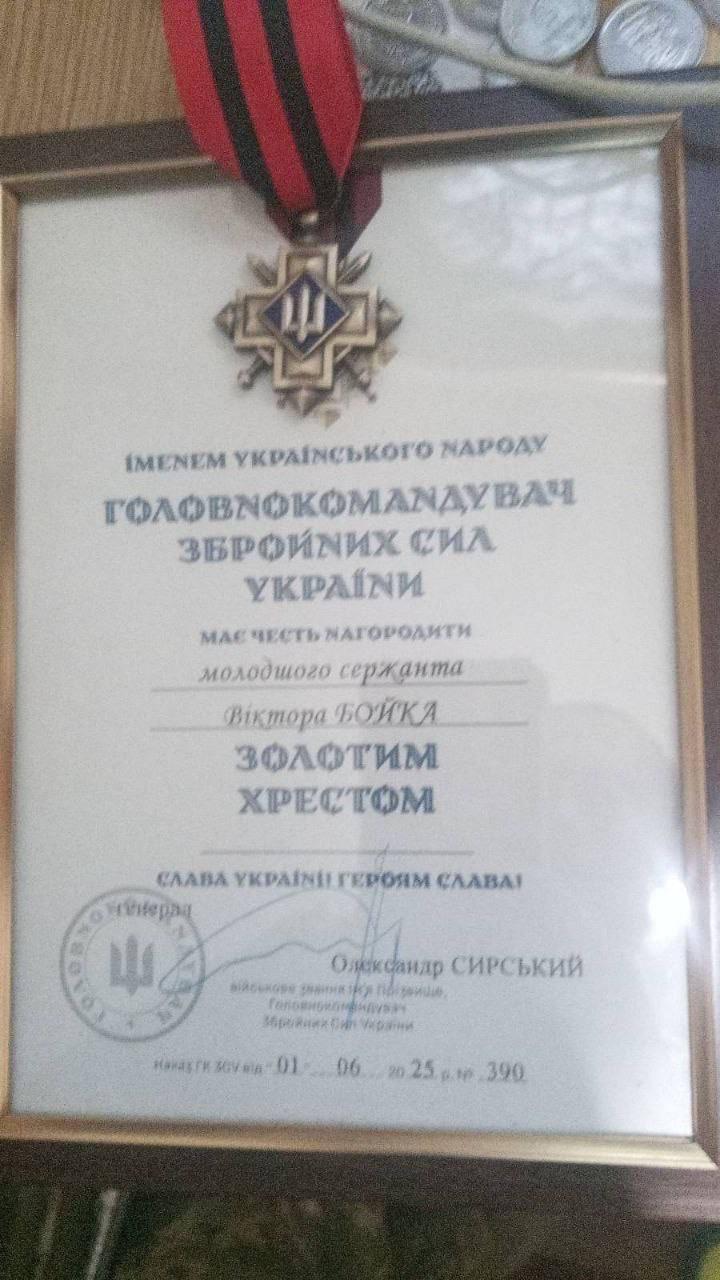 ІМЕНЕМ УКРАЇНСЬКОГО НАРОДУ
ГОЛОВНОКОМАНДУВАЧ
ЗБРОЙНИХ СИЛ
УКРАЇНИ
МАЄ ЧЕСТЬ НАГОРОДИТИ
молодшого сержанта
Віктора БОЙКА
ЗОЛОТИМ
ХРЕСТОМ
СЛАВА УКРАЇНІ! ГЕРОЯМ СЛАВА!
генерал
ГОЛОВНОКОМАНДУВАЧ
Олександр СИРСЬКИЙ
військове звання ім'я прізвище,
Головнокомандувач
Збройних Сил України
Наказ ГК ЗСУ від "01" 06 2025 р. № 390